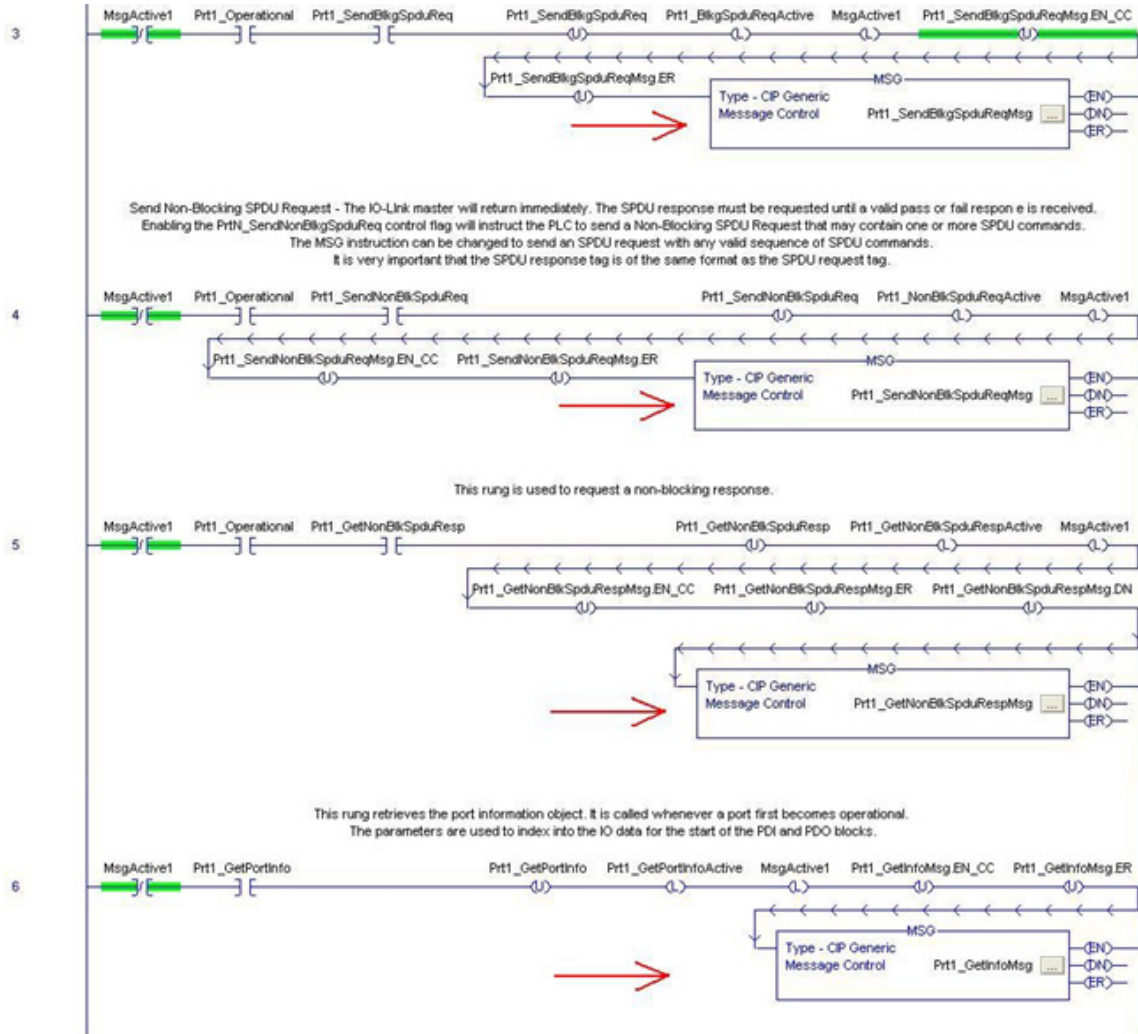 MsgActive1 Prt1_Operational Prt1_SendBlkgSpduReq Prt1_SendBlkgSpduReq Prt1_BlkgSpduReqActive MsgActive1 Prt1_SendBlkgSpduReqMsg.EN_CC
3
U L L U
Prt1_SendBlkgSpduReqMsg.ER
U
MSG
Type - CIP Generic
Message Control Prt1_SendBlkgSpduReqMsg ...
EN
DN
ER
Send Non-Blocking SPDU Request - The IO-Link master will return immediately. The SPDU response must be requested until a valid pass or fail respon e is received.
Enabling the PrtN_SendNonBlkgSpduReq control flag will instruct the PLC to send a Non-Blocking SPDU Request that may contain one or more SPDU commands.
The MSG instruction can be changed to send an SPDU request with any valid sequence of SPDU commands.
It is very important that the SPDU response tag is of the same format as the SPDU request tag.
MsgActive1 Prt1_Operational Prt1_SendNonBlkSpduReq Prt1_SendNonBlkSpduReq Prt1_NonBlkSpduReqActive MsgActive1
4
U L L
Prt1_SendNonBlkSpduReqMsg.EN_CC Prt1_SendNonBlkSpduReqMsg.ER
U U
MSG
Type - CIP Generic
Message Control Prt1_SendNonBlkSpduReqMsg ...
EN
DN
ER
This rung is used to request a non-blocking response.
MsgActive1 Prt1_Operational Prt1_GetNonBlkSpduResp Prt1_GetNonBlkSpduResp Prt1_GetNonBlkSpduRespActive MsgActive1
5
U L L
Prt1_GetNonBlkSpduRespMsg.EN_CC Prt1_GetNonBlkSpduRespMsg.ER Prt1_GetNonBlkSpduRespMsg.DN
U U U
MSG
Type - CIP Generic
Message Control Prt1_GetNonBlkSpduRespMsg ...
EN
DN
ER
This rung retrieves the port information object. It is called whenever a port first becomes operational.
The parameters are used to index into the IO data for the start of the PDI and PDO blocks.
MsgActive1 Prt1_GetPortInfo Prt1_GetPortInfo Prt1_GetPortInfoActive MsgActive1 Prt1_GetInfoMsg.EN_CC Prt1_GetInfoMsg.ER
6
U L L U U
MSG
Type - CIP Generic
Message Control Prt1_GetInfoMsg ...
EN
DN
ER